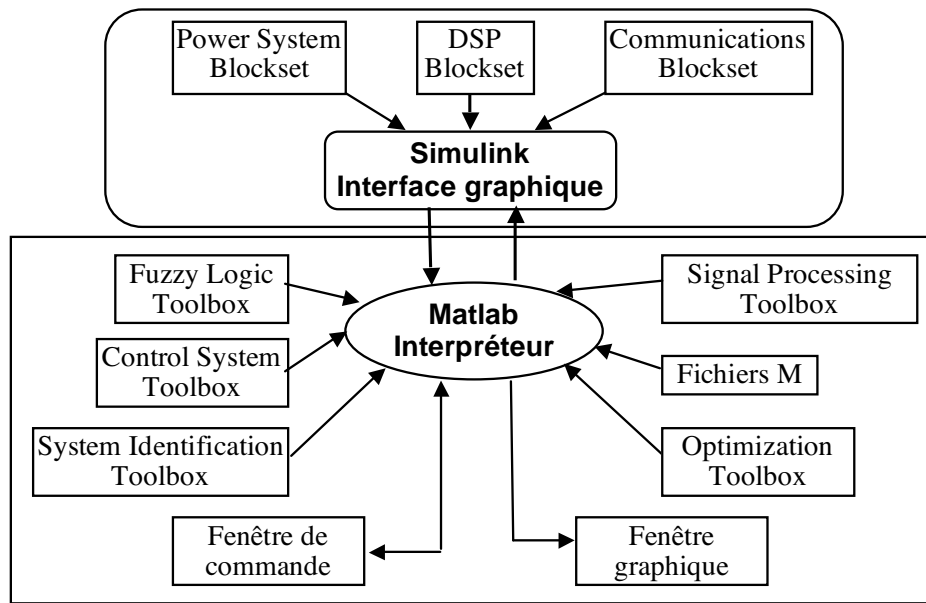 Power System
Blockset
DSP
Blockset
Communications
Blockset
Simulink
Interface graphique
Fuzzy Logic
Toolbox
Signal Processing
Toolbox
Matlab
Interpréteur
Control System
Toolbox
Fichiers M
System Identification
Toolbox
Optimization
Toolbox
Fenêtre de
commande
Fenêtre
graphique